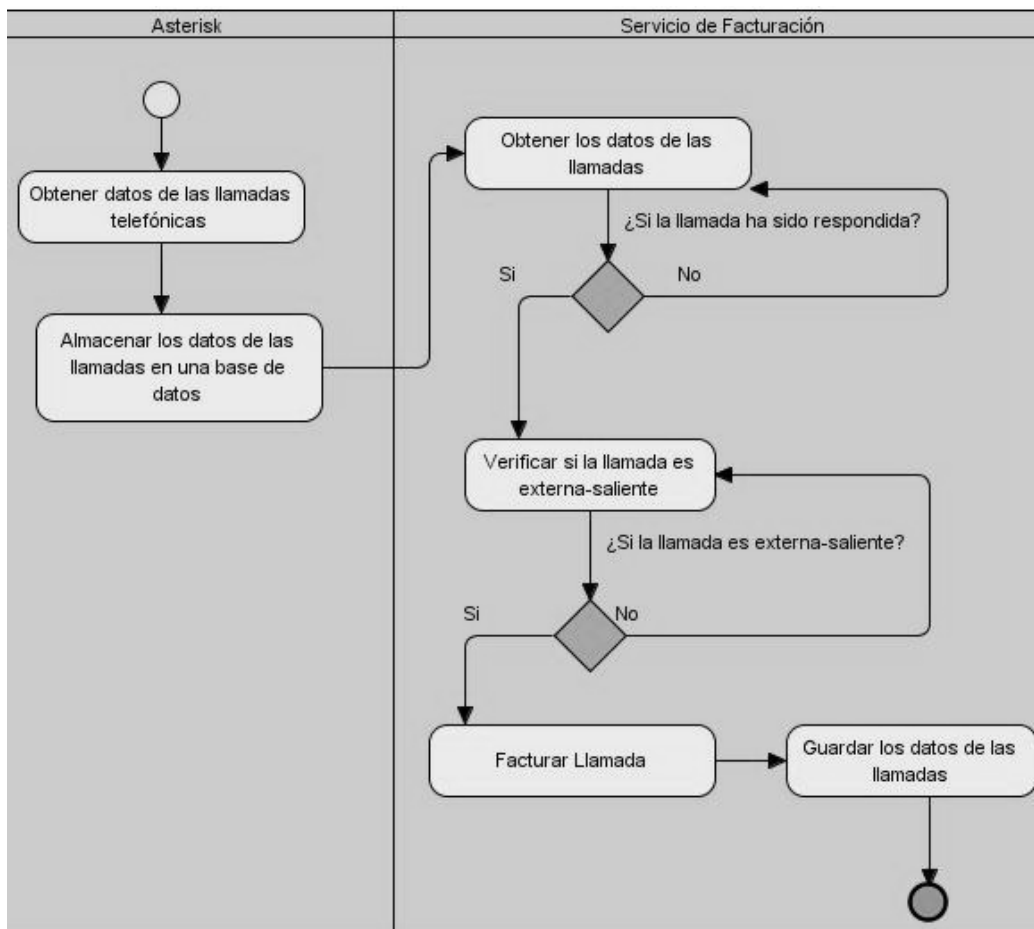 Asterisk
Servicio de Facturación
Obtener datos de las llamadas
telefónicas
Almacenar los datos de las
llamadas en una base de
datos
Obtener los datos de las
llamadas
¿Si la llamada ha sido respondida?
Si
No
Verificar si la llamada es
externa-saliente
¿Si la llamada es externa-saliente?
Si
No
Facturar Llamada
Guardar los datos de las
llamadas